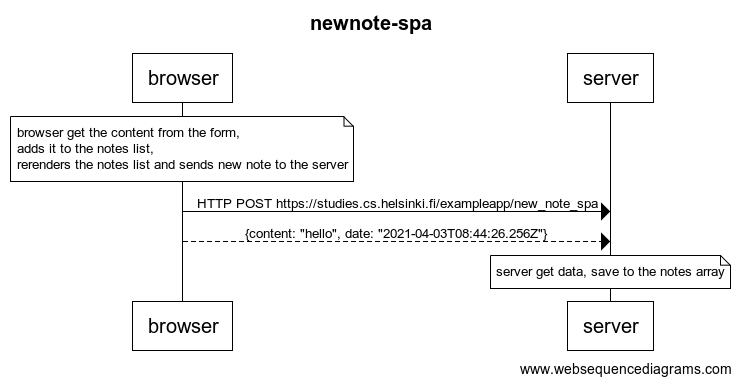 newnote-spa
browser
server
browser get the content from the form,
adds it to the notes list,
rerenders the notes list and sends new note to the server
HTTP POST https://studies.cs.helsinki.fi/exampleapp/new_note_spa
{content: "hello", date: "2021-04-03T08:44:26.256Z"}
server get data, save to the notes array
browser
server
www.websequencediagrams.com